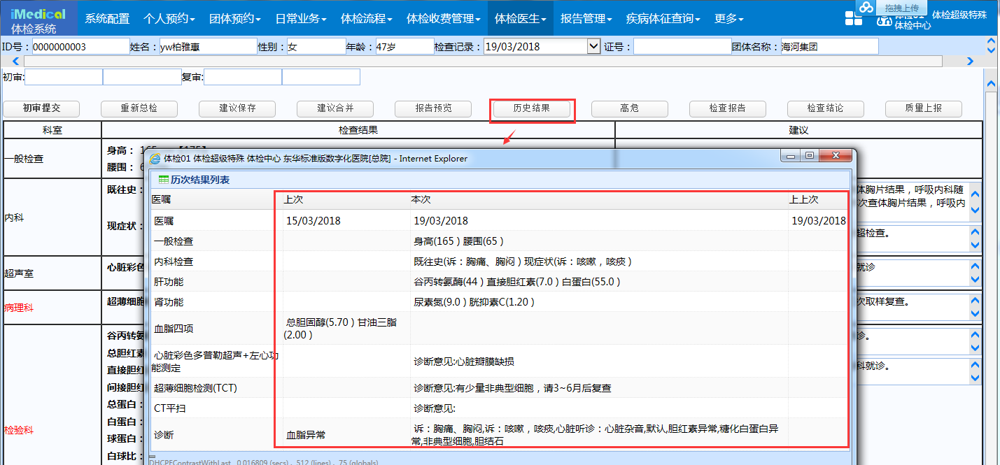 iMedical
体检系统
系统配置 个人预约 团体预约 日常业务 体检流程 体检收费管理 体检医生 报告管理 疾病体征查询 更多
拖拽上传
体检01 体检超级特殊
体检中心
ID号： 0000000003 姓名： yw柏雅惠 性别： 女 年龄： 47岁 检查记录： 19/03/2018 证号： 团体名称： 海河集团
初审: 复审:
初审提交 重新总检 建议保存 建议合并 报告预览 历史结果 高危 检查报告 检查结论 质量上报
科室 检查结果 建议
一般检查
身高：
腰围：
内科
既往史：
现症状：
体胸片结果，呼吸内科随
次查体胸片结果，呼吸内
超检查。
超声室
心脏彩色
就诊
病理科
超薄细胞
次取样复查。
检验科
谷丙转氨
总胆红素
直接胆红
间接胆红
总蛋白：
白蛋白：
球蛋白：
白球比：
诊。
科就诊。
体检01 体检超级特殊 体检中心 东华标准版数字化医院[总院] - Internet Explorer
历次结果列表
医嘱 上次 本次 上上次
医嘱 15/03/2018 19/03/2018 19/03/2018
一般检查 身高(165 ) 腰围(65 )
内科检查 既往史(诉：胸痛、胸闷 ) 现症状(诉：咳嗽，咳痰 )
肝功能 谷丙转氨酶(44 ) 直接胆红素(7.0 ) 白蛋白(55.0 )
肾功能 尿素氮(9.0 ) 胱抑素C(1.20 )
血脂四项 总胆固醇(5.70 ) 甘油三脂
(2.00 )
心脏彩色多普勒超声+左心功
能测定 诊断意见:心脏瓣膜缺损
超薄细胞检测(TCT) 诊断意见:有少量非典型细胞，请3~6月后复查
CT平扫 诊断意见:
诊断 血脂异常 诉：胸痛、胸闷,诉：咳嗽，咳痰,心脏听诊：心脏杂音,默认,胆红素异常,糖化白蛋白异
常,非典型细胞,胆结石
DHCPEContrastWithLast 0.016809 (secs) , 512 (lines) , 75 (globals)